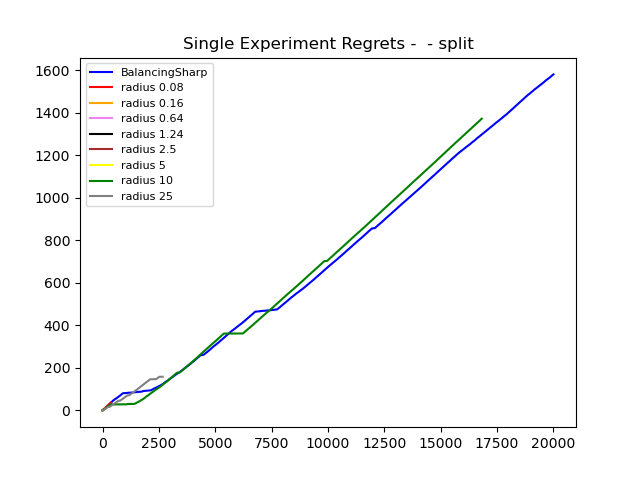 Single Experiment Regrets -  - split
1600
1400
1200
1000
800
600
400
200
0
BalancingSharp
radius 0.08
radius 0.16
radius 0.64
radius 1.24
radius 2.5
radius 5
radius 10
radius 25
0 2500 5000 7500 10000 12500 15000 17500 20000